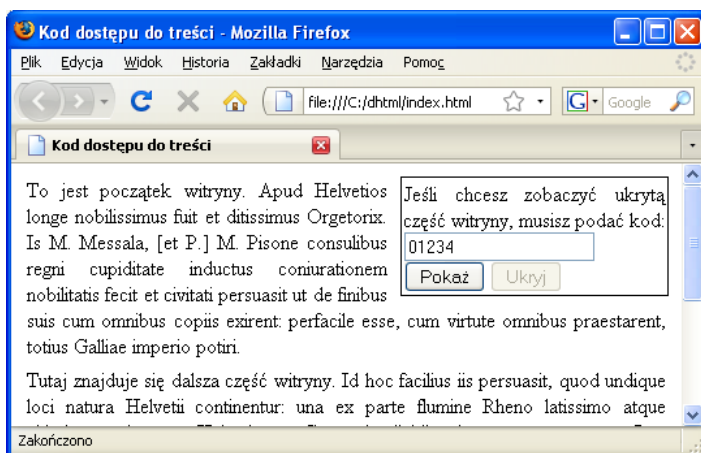 Kod dostępu do treści - Mozilla Firefox
Plik Edycja Widok Historia Zakładki Narzędzia Pomoc
file:///C:/dhtml/index.html G Google
Kod dostępu do treści
To jest początek witryny. Apud Helvetios
longe nobilissimus fuit et ditissimus Orgetorix.
Is M. Messala, [et P.] M. Pisone consulibus
regni cupiditate inductus coniurationem
nobilitatis fecit et civitati persuasit ut de finibus
suis cum omnibus copiis exirent: perfacile esse, cum virtute omnibus praestarent,
totius Galliae imperio potiri.
Jeśli chcesz zobaczyć ukrytą
część witryny, musisz podać kod:
01234
Pokaż Ukryj
Tutaj znajduje się dalsza część witryny. Id hoc facilius iis persuasit, quod undique
loci natura Helvetii continentur: una ex parte flumine Rheno latissimo atque
Zakończono